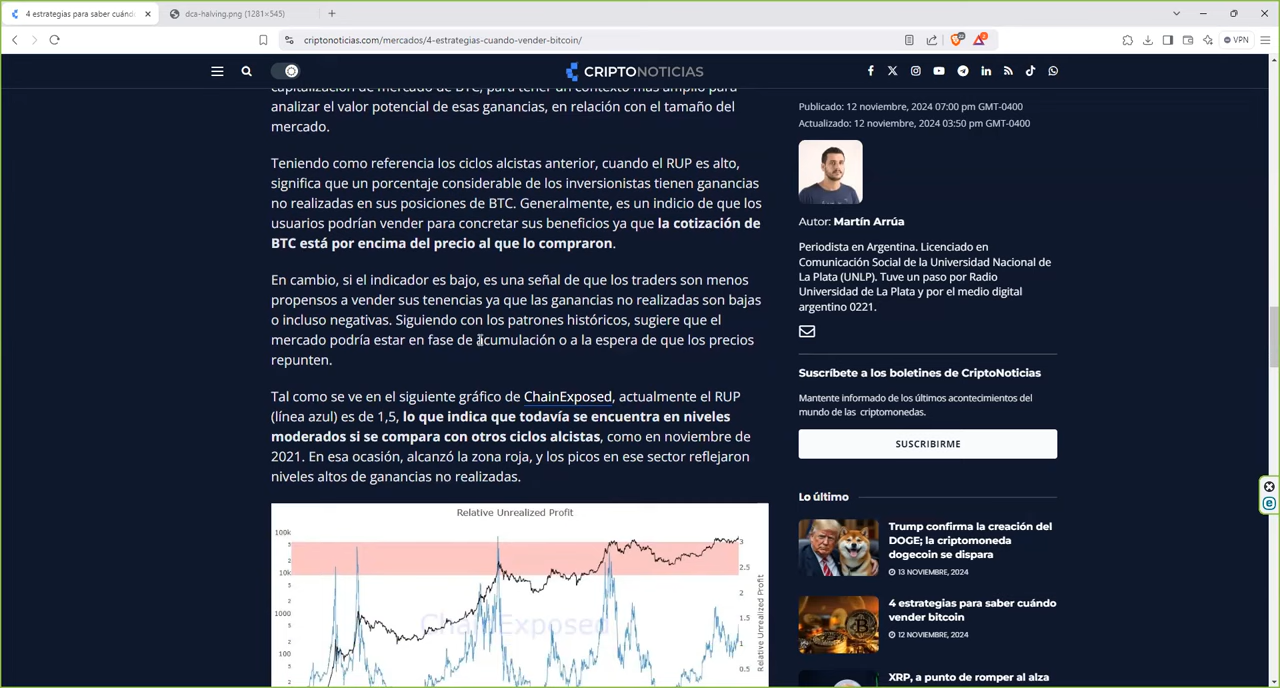 4 estrategias para saber cuándo
dca-halving.png (1281×545)
criptonoticias.com/mercados/4-estrategias-cuando-vender-bitcoin/
VPN
CRIPTONOTICIAS
capitalización de mercado de BTC, para tener un contexto más amplio para
analizar el valor potencial de esas ganancias, en relación con el tamaño del
mercado.
Teniendo como referencia los ciclos alcistas anterior, cuando el RUP es alto,
significa que un porcentaje considerable de los inversionistas tienen ganancias
no realizadas en sus posiciones de BTC. Generalmente, es un indicio de que los
usuarios podrían vender para concretar sus beneficios ya que la cotización de
BTC está por encima del precio al que lo compraron.
En cambio, si el indicador es bajo, es una señal de que los traders son menos
propensos a vender sus tenencias ya que las ganancias no realizadas son bajas
o incluso negativas. Siguiendo con los patrones históricos, sugiere que el
mercado podría estar en fase de acumulación o a la espera de que los precios
repunten.
Tal como se ve en el siguiente gráfico de ChainExposed, actualmente el RUP
(línea azul) es de 1,5, lo que indica que todavía se encuentra en niveles
moderados si se compara con otros ciclos alcistas, como en noviembre de
2021. En esa ocasión, alcanzó la zona roja, y los picos en ese sector reflejaron
niveles altos de ganancias no realizadas.
Relative Unrealized Profit
100k
5
2
10k
5
2
1000
5
2
100
3
2.5
2
1.5
1
0.5
Relative Unrealized Profit
ChainExposed
Publicado: 12 noviembre, 2024 07:00 pm GMT-0400
Actualizado: 12 noviembre, 2024 03:50 pm GMT-0400
Autor: Martín Arrúa
Periodista en Argentina. Licenciado en
Comunicación Social de la Universidad Nacional de
La Plata (UNLP). Tuve un paso por Radio
Universidad de La Plata y por el medio digital
argentino 0221.
Suscríbete a los boletines de CriptoNoticias
Mantente informado de los últimos acontecimientos del
mundo de las criptomonedas.
SUSCRIBIRME
Lo último
Trump confirma la creación del
DOGE; la criptomoneda
dogecoin se dispara
13 NOVIEMBRE, 2024
4 estrategias para saber cuándo
vender bitcoin
12 NOVIEMBRE, 2024
XRP, a punto de romper al alza